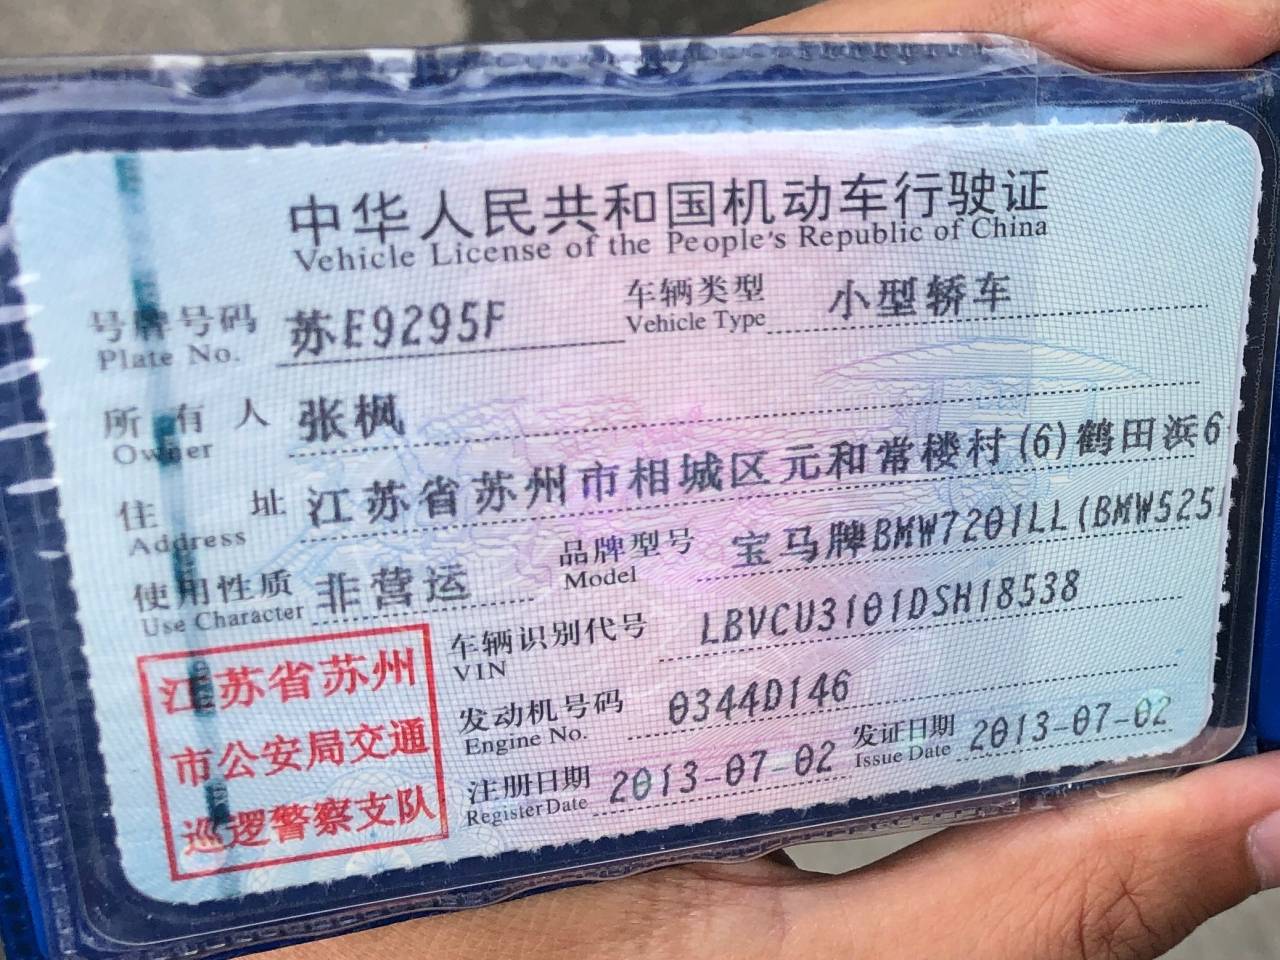 中华人民共和国机动车行驶证
Vehicle License of the People's Republic of China
号牌号码 苏E9295F 车辆类型 小型轿车
Plate No. Vehicle Type
所有人 张枫
Owner
住址 江苏省苏州市相城区元和常楼村(6)鹤田浜6
Address
使用性质 非营运 品牌型号 宝马牌BMW7201LL(BMW525
Use Character Model
车辆识别代号 LBVCU3101DSH18538
VIN
发动机号码 0344D146
Engine No.
注册日期 2013-07-02 发证日期 2013-07-02
Register Date Issue Date
江苏省苏州
市公安局交通
巡逻警察支队